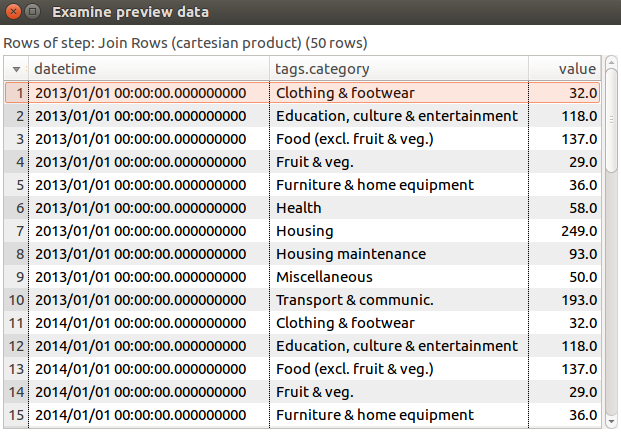 Examine preview data
Rows of step: Join Rows (cartesian product) (50 rows)
datetime tags.category value
1 2013/01/01 00:00:00.000000000 Clothing & footwear 32.0
2 2013/01/01 00:00:00.000000000 Education, culture & entertainment 118.0
3 2013/01/01 00:00:00.000000000 Food (excl. fruit & veg.) 137.0
4 2013/01/01 00:00:00.000000000 Fruit & veg. 29.0
5 2013/01/01 00:00:00.000000000 Furniture & home equipment 36.0
6 2013/01/01 00:00:00.000000000 Health 58.0
7 2013/01/01 00:00:00.000000000 Housing 249.0
8 2013/01/01 00:00:00.000000000 Housing maintenance 93.0
9 2013/01/01 00:00:00.000000000 Miscellaneous 50.0
10 2013/01/01 00:00:00.000000000 Transport & communic. 193.0
11 2014/01/01 00:00:00.000000000 Clothing & footwear 32.0
12 2014/01/01 00:00:00.000000000 Education, culture & entertainment 118.0
13 2014/01/01 00:00:00.000000000 Food (excl. fruit & veg.) 137.0
14 2014/01/01 00:00:00.000000000 Fruit & veg. 29.0
15 2014/01/01 00:00:00.000000000 Furniture & home equipment 36.0